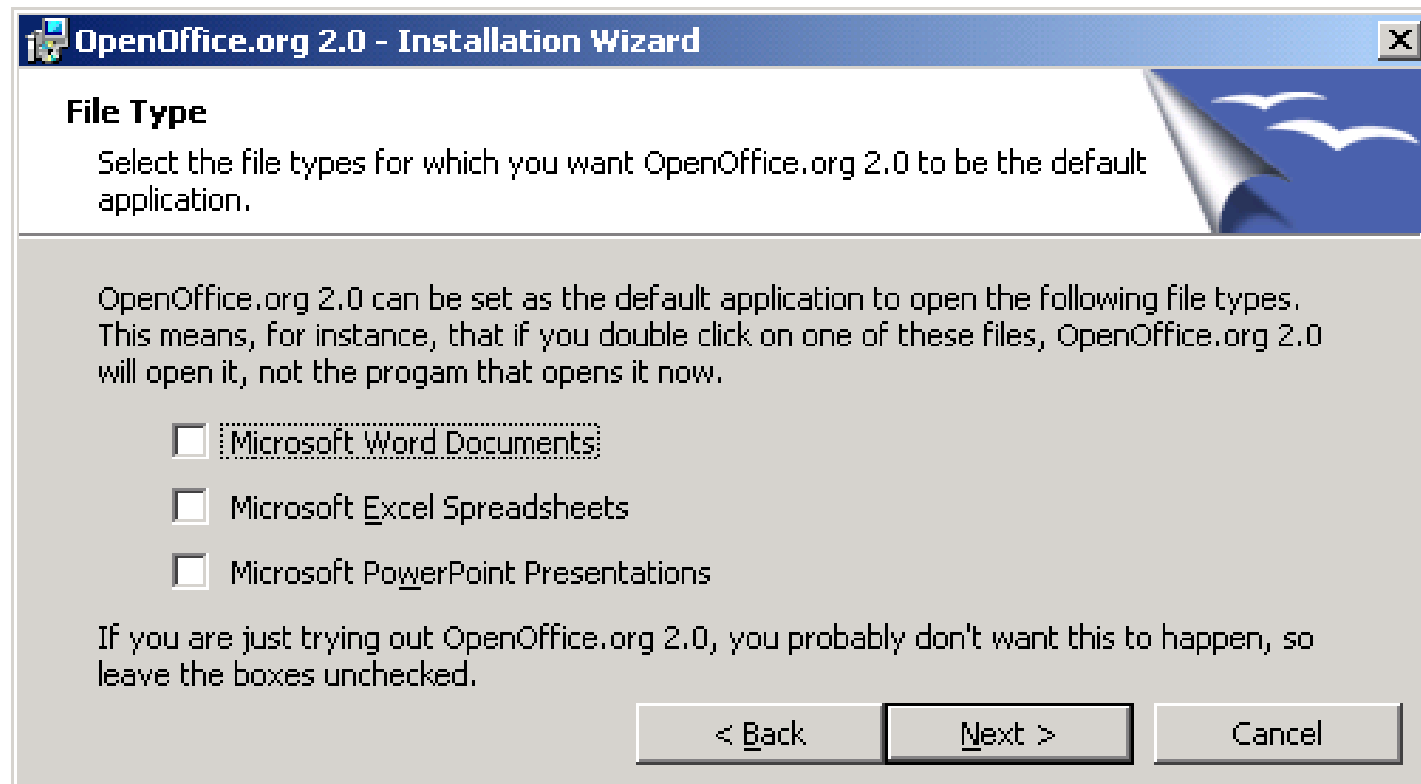 OpenOffice.org 2.0 - Installation Wizard
File Type
Select the file types for which you want OpenOffice.org 2.0 to be the default
application.
OpenOffice.org 2.0 can be set as the default application to open the following file types.
This means, for instance, that if you double click on one of these files, OpenOffice.org 2.0
will open it, not the progam that opens it now.
Microsoft Word Documents
Microsoft Excel Spreadsheets
Microsoft PowerPoint Presentations
If you are just trying out OpenOffice.org 2.0, you probably don't want this to happen, so
leave the boxes unchecked.
< Back Next > Cancel